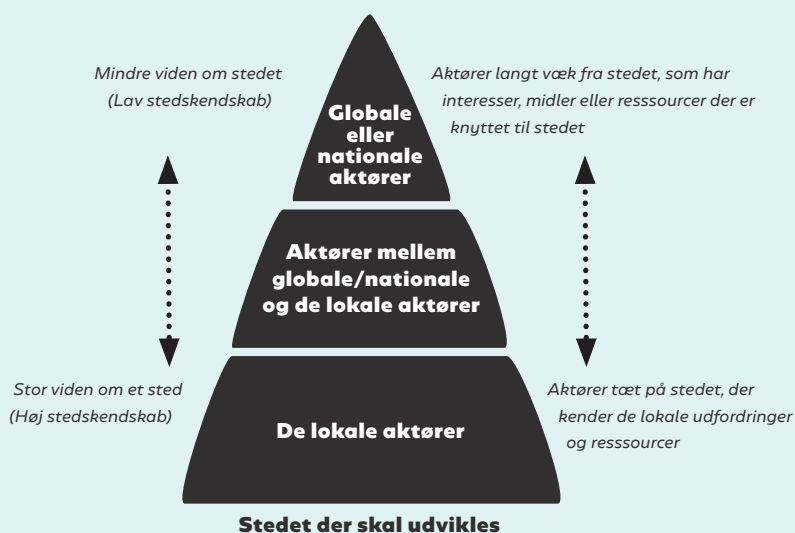 Mindre viden om stedet
(Lav stedskendskab)
Aktører langt væk fra stedet, som har
interesser, midler eller resssourcer der er
knyttet til stedet
Globale
eller
nationale
aktører
Aktører mellem
globale/nationale
og de lokale aktører
Stor viden om et sted
(Høj stedskendskab)
Aktører tæt på stedet, der
kender de lokale udfordringer
og resssourcer
De lokale aktører
Stedet der skal udvikles